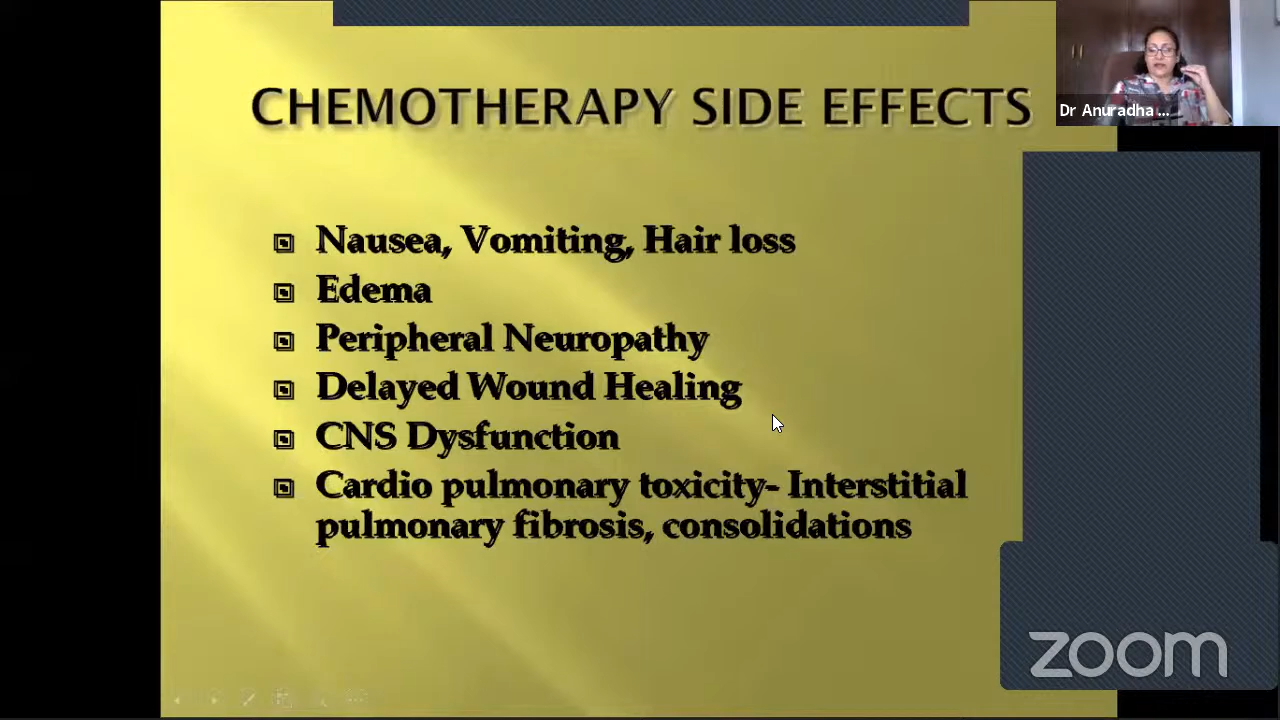 CHEMOTHERAPY SIDE EFFECTS
Dr Anuradha ...
Nausea, Vomiting, Hair loss
Edema
Peripheral Neuropathy
Delayed Wound Healing
CNS Dysfunction
Cardio pulmonary toxicity- Interstitial
pulmonary fibrosis, consolidations
zoom